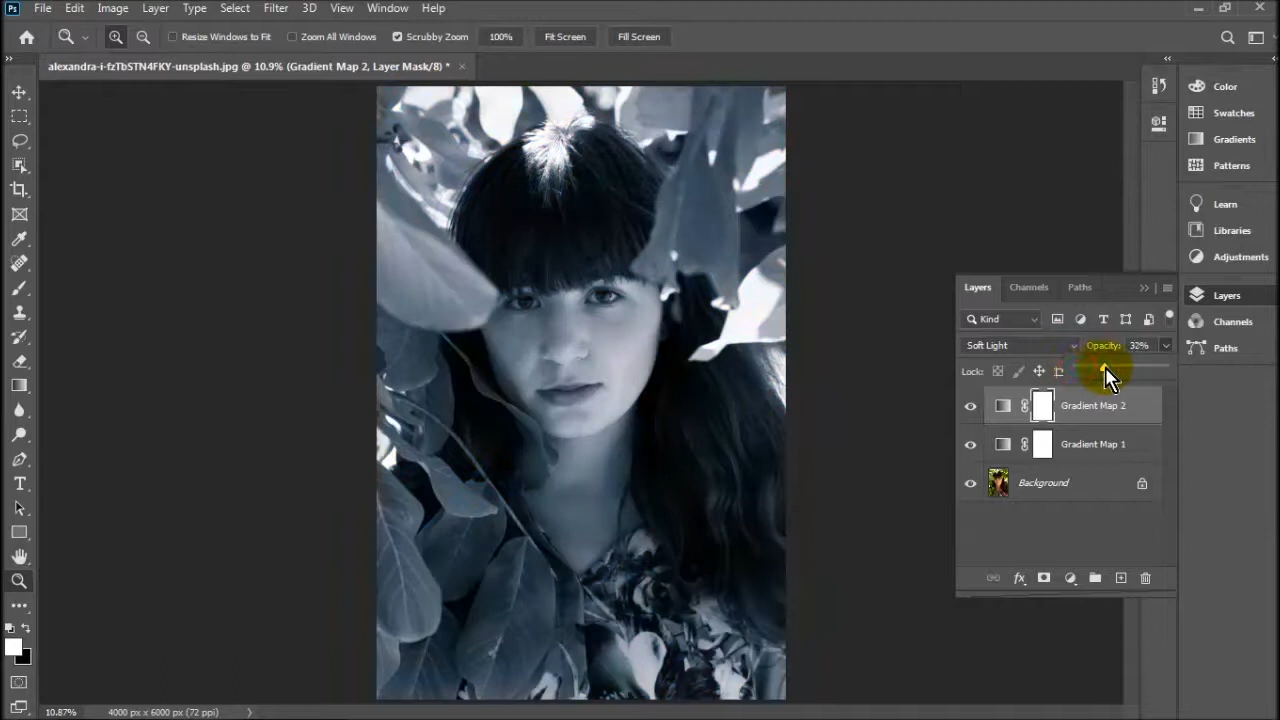 Ps File Edit Image Layer Type Select Filter 3D View Window Help
Resize Windows to Fit Zoom All Windows Scrubby Zoom 100% Fit Screen Fill Screen
alexandra-i-fzTbSTN4FKY-unsplash.jpg @ 10.9% (Gradient Map 2, Layer Mask/8) *
Color
Swatches
Gradients
Patterns
Learn
Libraries
Adjustments
Layers
Channels
Paths
Layers Channels Paths
Kind
Soft Light Opacity: 32%
Lock:
Gradient Map 2
Gradient Map 1
Background
fx
10.87% 4000 px x 6000 px (72 ppi)